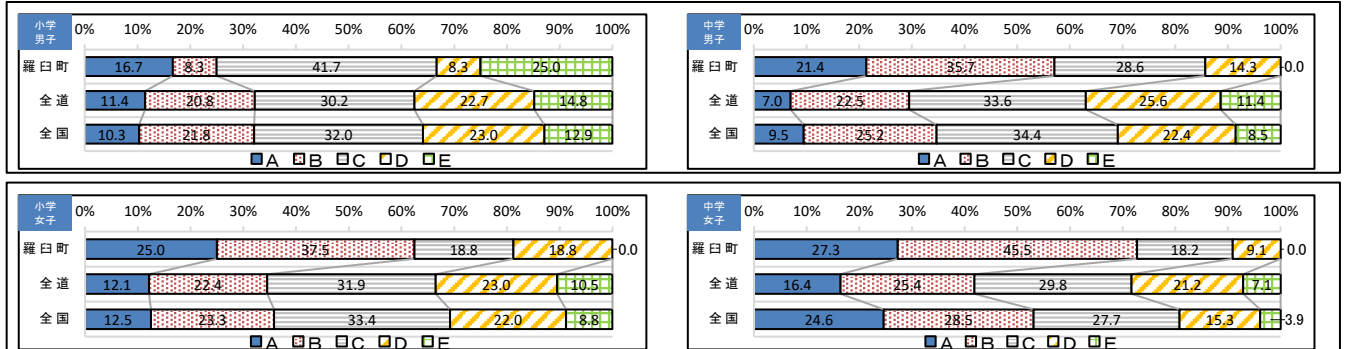 小学
男子
0% 10% 20% 30% 40% 50% 60% 70% 80% 90% 100%
羅臼町 16.7 8.3 41.7 8.3 25.0
全道 11.4 20.8 30.2 22.7 14.8
全国 10.3 21.8 32.0 23.0 12.9
A B C D E
中学
男子
0% 10% 20% 30% 40% 50% 60% 70% 80% 90% 100%
羅臼町 21.4 35.7 28.6 14.3 0.0
全道 7.0 22.5 33.6 25.6 11.4
全国 9.5 25.2 34.4 22.4 8.5
A B C D E
小学
女子
0% 10% 20% 30% 40% 50% 60% 70% 80% 90% 100%
羅臼町 25.0 37.5 18.8 18.8 0.0
全道 12.1 22.4 31.9 23.0 10.5
全国 12.5 23.3 33.4 22.0 8.8
A B C D E
中学
女子
0% 10% 20% 30% 40% 50% 60% 70% 80% 90% 100%
羅臼町 27.3 45.5 18.2 9.1 0.0
全道 16.4 25.4 29.8 21.2 7.1
全国 24.6 28.5 27.7 15.3 3.9
A B C D E